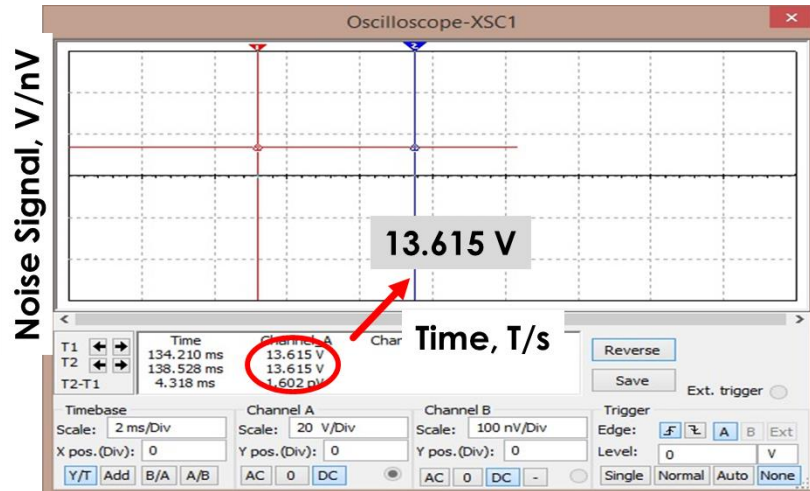 Oscilloscope-XSC1
×
Noise Signal, V/nV
1
2
13.615 V
Time, T/s
T1
T2
T2-T1
Time
134.210 ms
138.528 ms
4.318 ms
Channel_A
13.615 V
13.615 V
1.602 pV
Chan
Reverse
Save
Ext. trigger
Timebase
Scale: 2 ms/Div
X pos.(Div): 0
Y/T Add B/A A/B
Channel A
Scale: 20 V/Div
Y pos.(Div): 0
AC 0 DC
Channel B
Scale: 100 nV/Div
Y pos.(Div): 0
AC 0 DC -
Trigger
Edge: A B Ext
Level: 0 V
Single Normal Auto None